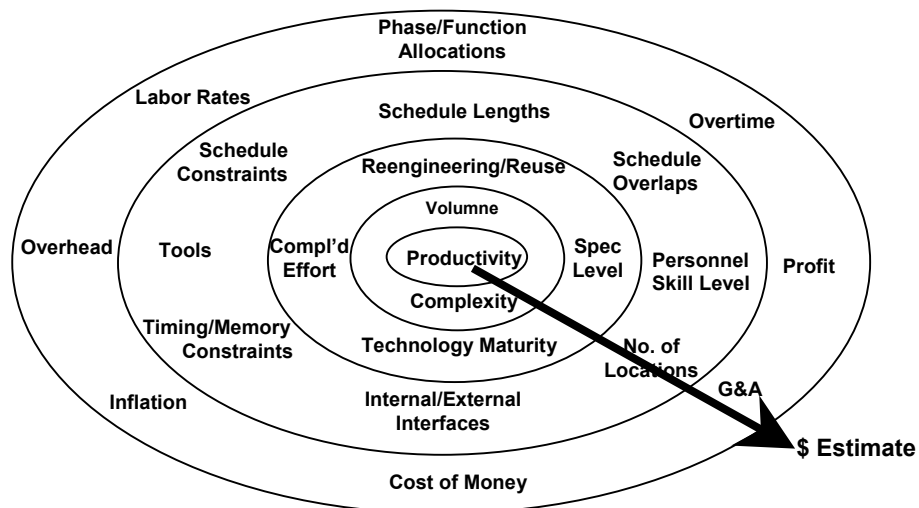 Phase/Function
Allocations
Labor Rates
Schedule Lengths
Overtime
Schedule
Constraints
Reengineering/Reuse
Schedule
Overlaps
Volumne
Overhead
Tools
Compl'd
Effort
Productivity
Spec
Level
Personnel
Skill Level
Profit
Complexity
Timing/Memory
Constraints
Technology Maturity
No. of
Locations
Inflation
Internal/External
Interfaces
G&A
$ Estimate
Cost of Money